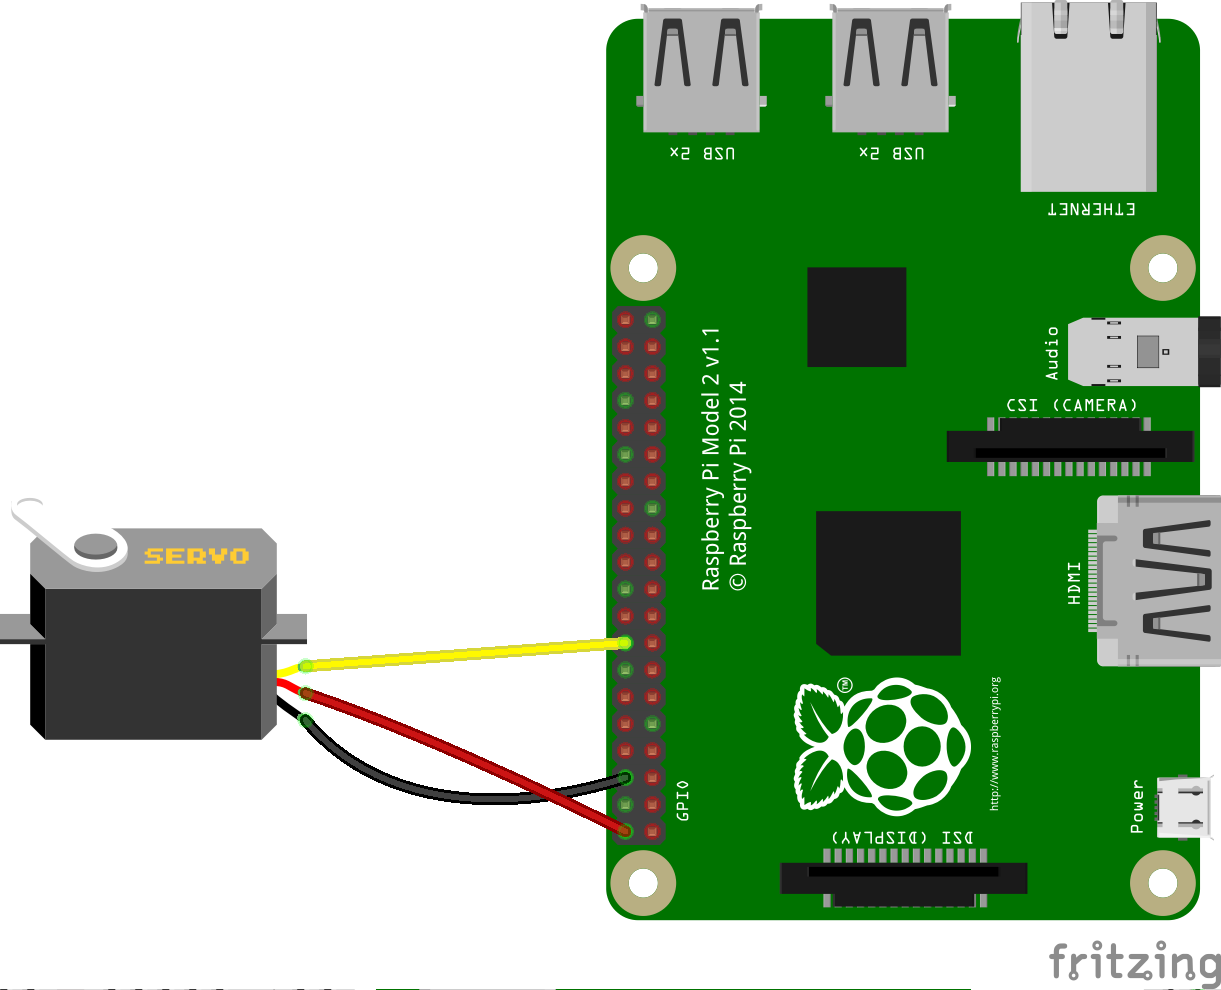 USB 2x
USB 2x
ETHERNET
Raspberry Pi Model 2 v1.1
© Raspberry Pi 2014
Audio
CSI (CAMERA)
SERVO
HDMI
TM
http://www.raspberrypi.org
GPIO
Power
DSI (DISPLAY)
fritzing